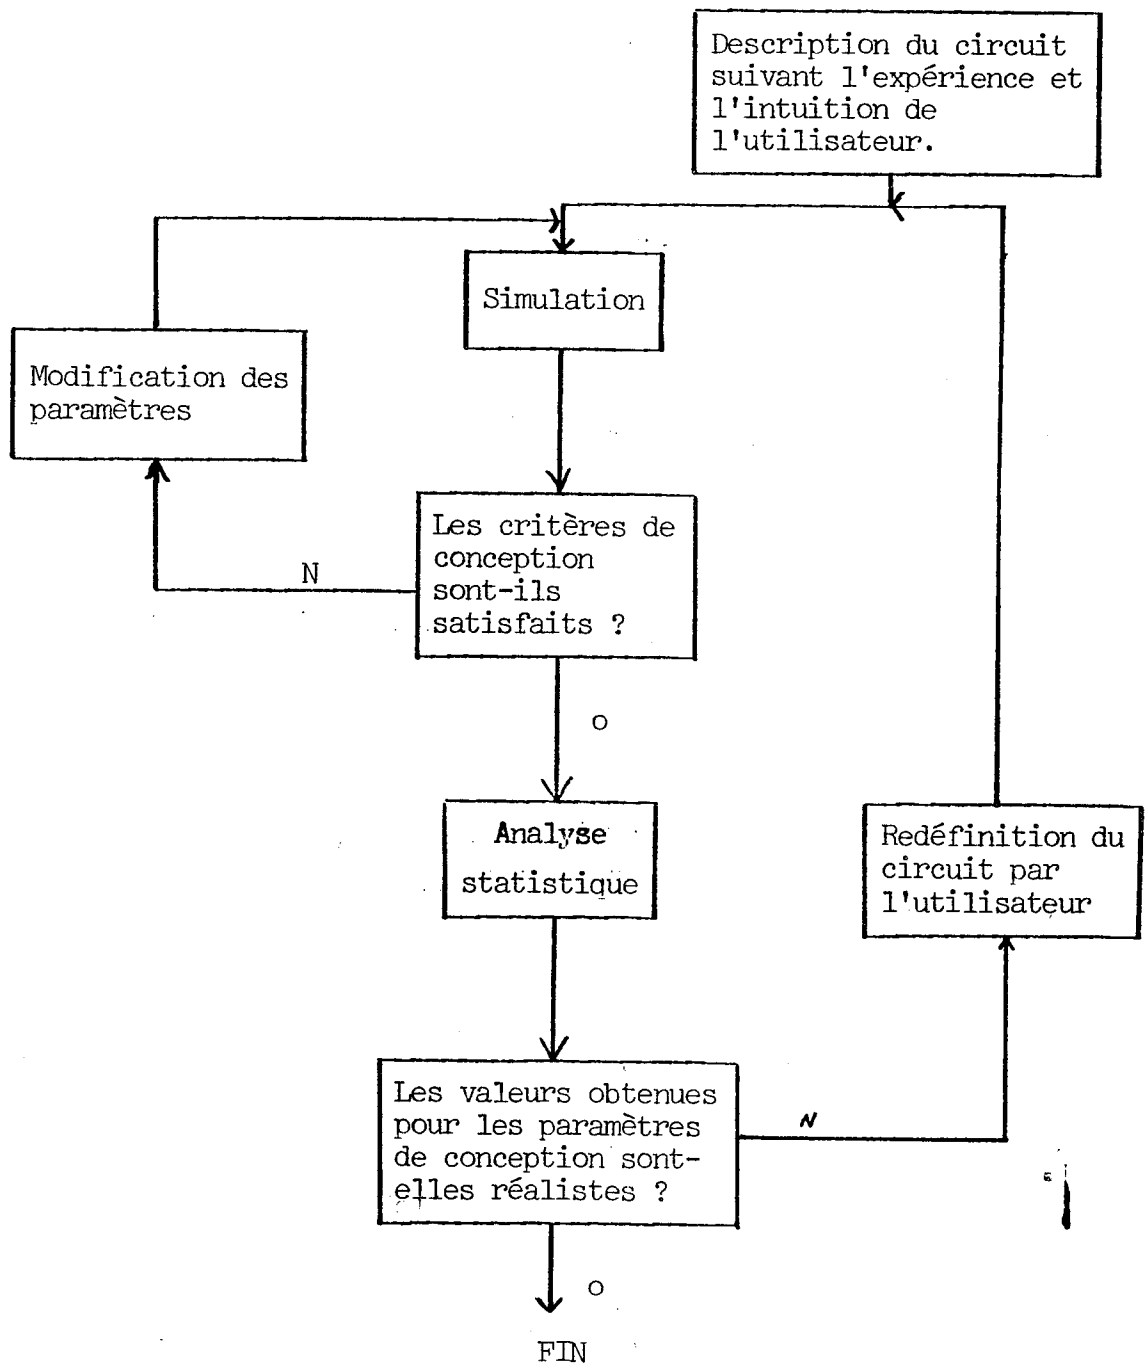 Description du circuit
suivant l'expérience et
l'intuition de
l'utilisateur.
Simulation
Modification des
paramètres
Les critères de
conception
sont-ils
satisfaits ?
N
O
Analyse
statistique
Redéfinition du
circuit par
l'utilisateur
Les valeurs obtenues
pour les paramètres
de conception sont-
elles réalistes ?
N
O
FIN